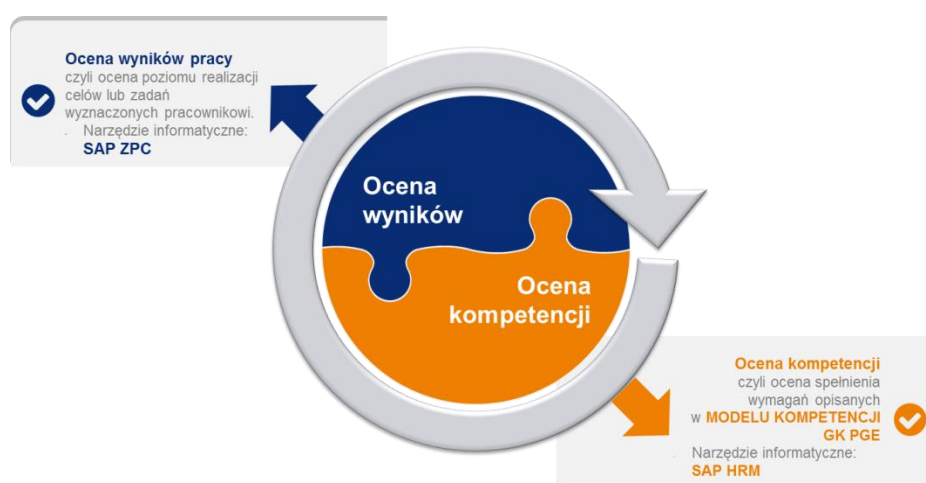 Ocena wyników pracy
czyli ocena poziomu realizacji
celów lub zadań
wyznaczonych pracownikowi.
Narzędzie informatyczne:
SAP ZPC
Ocena
wyników
Ocena
kompetencji
Ocena kompetencji
czyli ocena spełnienia
wymagań opisanych
w MODELU KOMPETENCJI
GK PGE
Narzędzie informatyczne:
SAP HRM